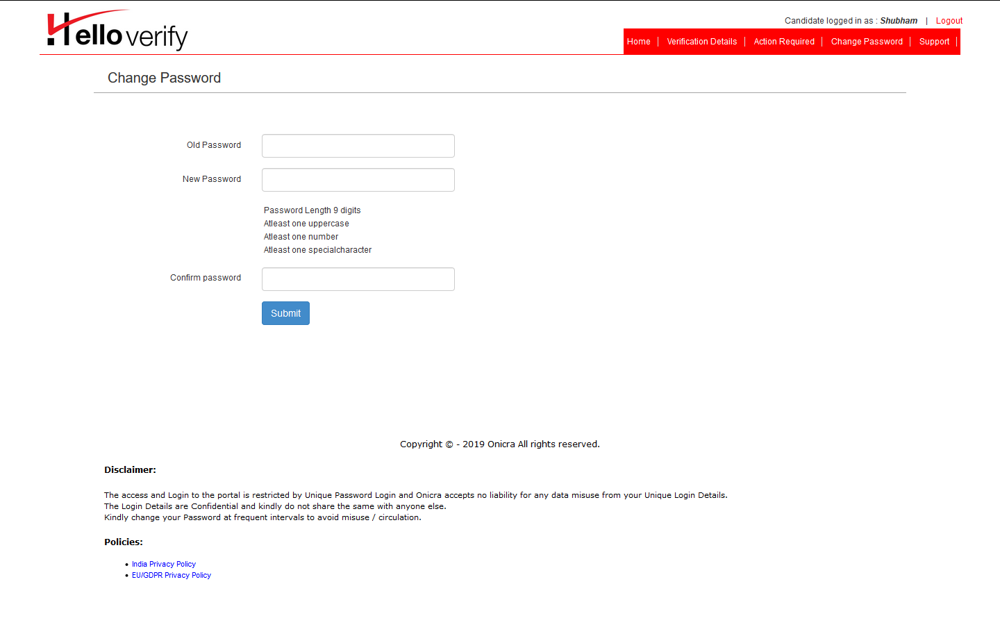 Hello verify
Candidate logged in as : Shubham | Logout
Home | Verification Details | Action Required | Change Password | Support |
Change Password
Old Password
New Password
Password Length 9 digits
Atleast one uppercase
Atleast one number
Atleast one specialcharacter
Confirm password
Submit
Copyright © - 2019 Onicra All rights reserved.
Disclaimer:
The access and Login to the portal is restricted by Unique Password Login and Onicra accepts no liability for any data misuse from your Unique Login Details.
The Login Details are Confidential and kindly do not share the same with anyone else.
Kindly change your Password at frequent intervals to avoid misuse / circulation.
Policies:
• India Privacy Policy
• EU/GDPR Privacy Policy